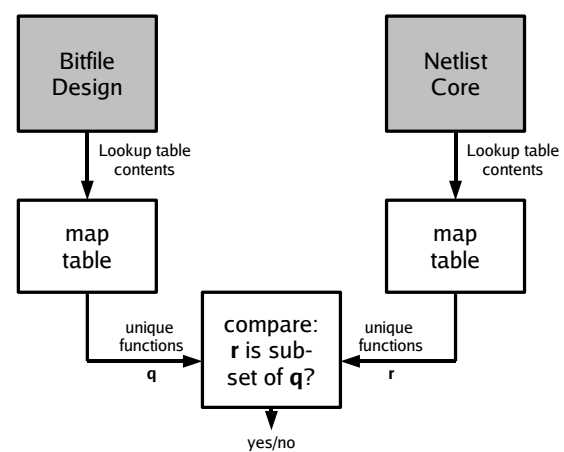 Bitfile
Design
Netlist
Core
Lookup table
contents
Lookup table
contents
map
table
map
table
unique
functions
q
compare:
r is sub-
set of q?
unique
functions
r
yes/no